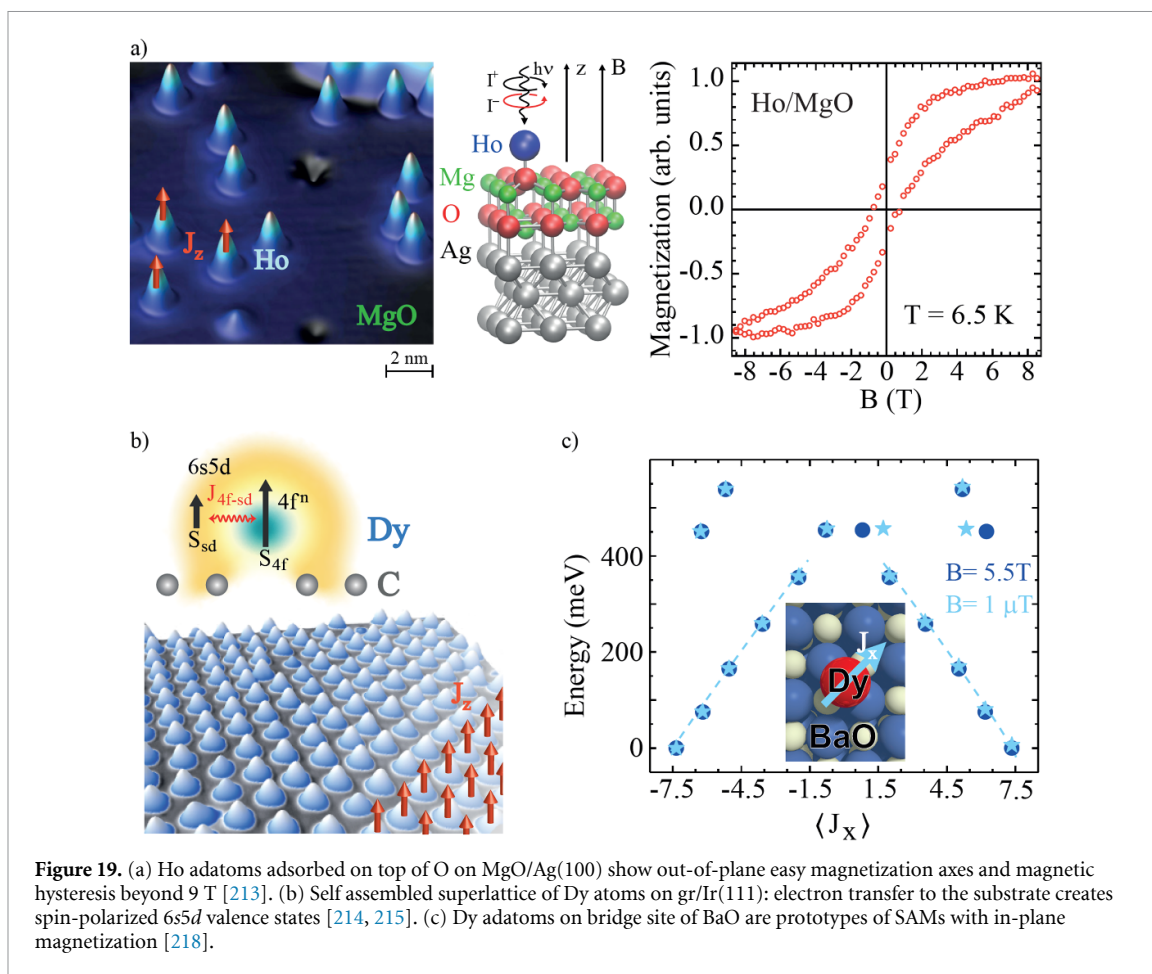 a)
J_z
Ho
MgO
2 nm
I⁺
hν
I⁻
z
B
Ho
Mg
O
Ag
Magnetization (arb. units)
1.0
0.5
0.0
-0.5
-1.0
Ho/MgO
T = 6.5 K
-8 -6 -4 -2 0 2 4 6 8
B (T)
b)
6s5d
J_4f-sd
4fⁿ
S_sd
S_4f
Dy
C
J_z
c)
Energy (meV)
400
200
0
B= 5.5T
B= 1 μT
J_x
Dy
BaO
-7.5 -4.5 -1.5 1.5 4.5 7.5
⟨J_x⟩
Figure 19. (a) Ho adatoms adsorbed on top of O on MgO/Ag(100) show out-of-plane easy magnetization axes and magnetic
hysteresis beyond 9 T [213]. (b) Self assembled superlattice of Dy atoms on gr/Ir(111): electron transfer to the substrate creates
spin-polarized 6s5d valence states [214, 215]. (c) Dy adatoms on bridge site of BaO are prototypes of SAMs with in-plane
magnetization [218].